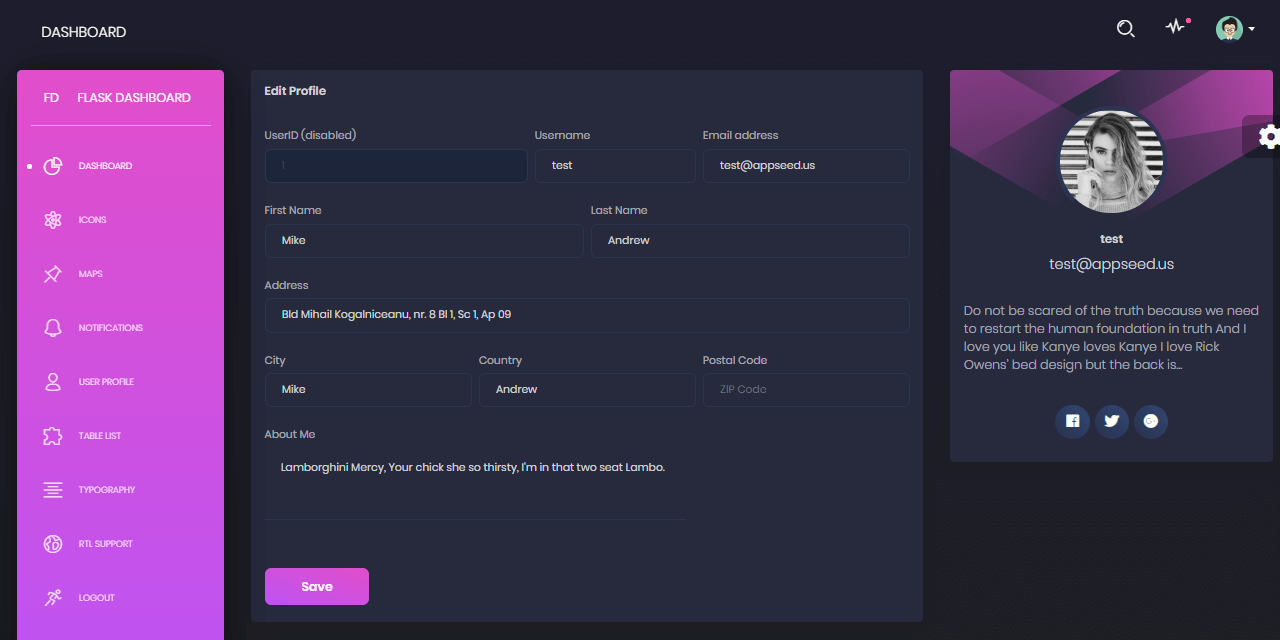 DASHBOARD
FD FLASK DASHBOARD
DASHBOARD
ICONS
MAPS
NOTIFICATIONS
USER PROFILE
TABLE LIST
TYPOGRAPHY
RTL SUPPORT
LOGOUT
Edit Profile
UserID (disabled) Username Email address
1 test test@appseed.us
First Name Last Name
Mike Andrew
Address
Bld Mihail Kogalniceanu, nr. 8 Bl 1, Sc 1, Ap 09
City Country Postal Code
Mike Andrew ZIP Code
About Me
Lamborghini Mercy, Your chick she so thirsty, I'm in that two seat Lambo.
Save
test
test@appseed.us
Do not be scared of the truth because we need
to restart the human foundation in truth And I
love you like Kanye loves Kanye I love Rick
Owens' bed design but the back is...